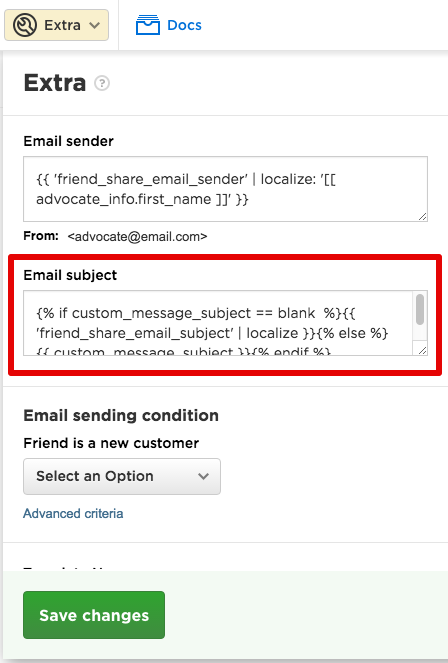 Extra
Docs
Extra ?
Email sender
{{ 'friend_share_email_sender' | localize: '[[
advocate_info.first_name ]]' }}
From: <advocate@email.com>
Email subject
{% if custom_message_subject == blank  %}{{
'friend_share_email_subject' | localize }}{% else %}
{{ custom_message_subject }}{% endif %}
Email sending condition
Friend is a new customer
Select an Option
Advanced criteria
Save changes